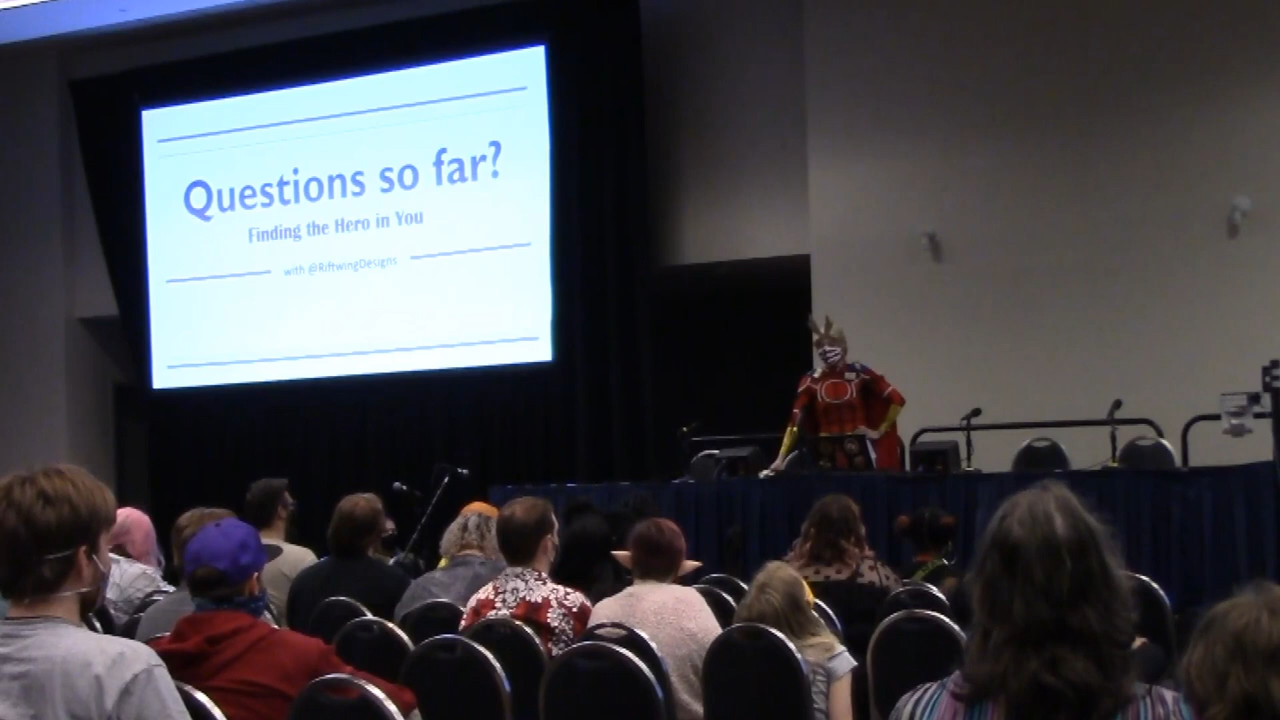 Questions so far?
Finding the Hero in You
with @RiftwingDesigns